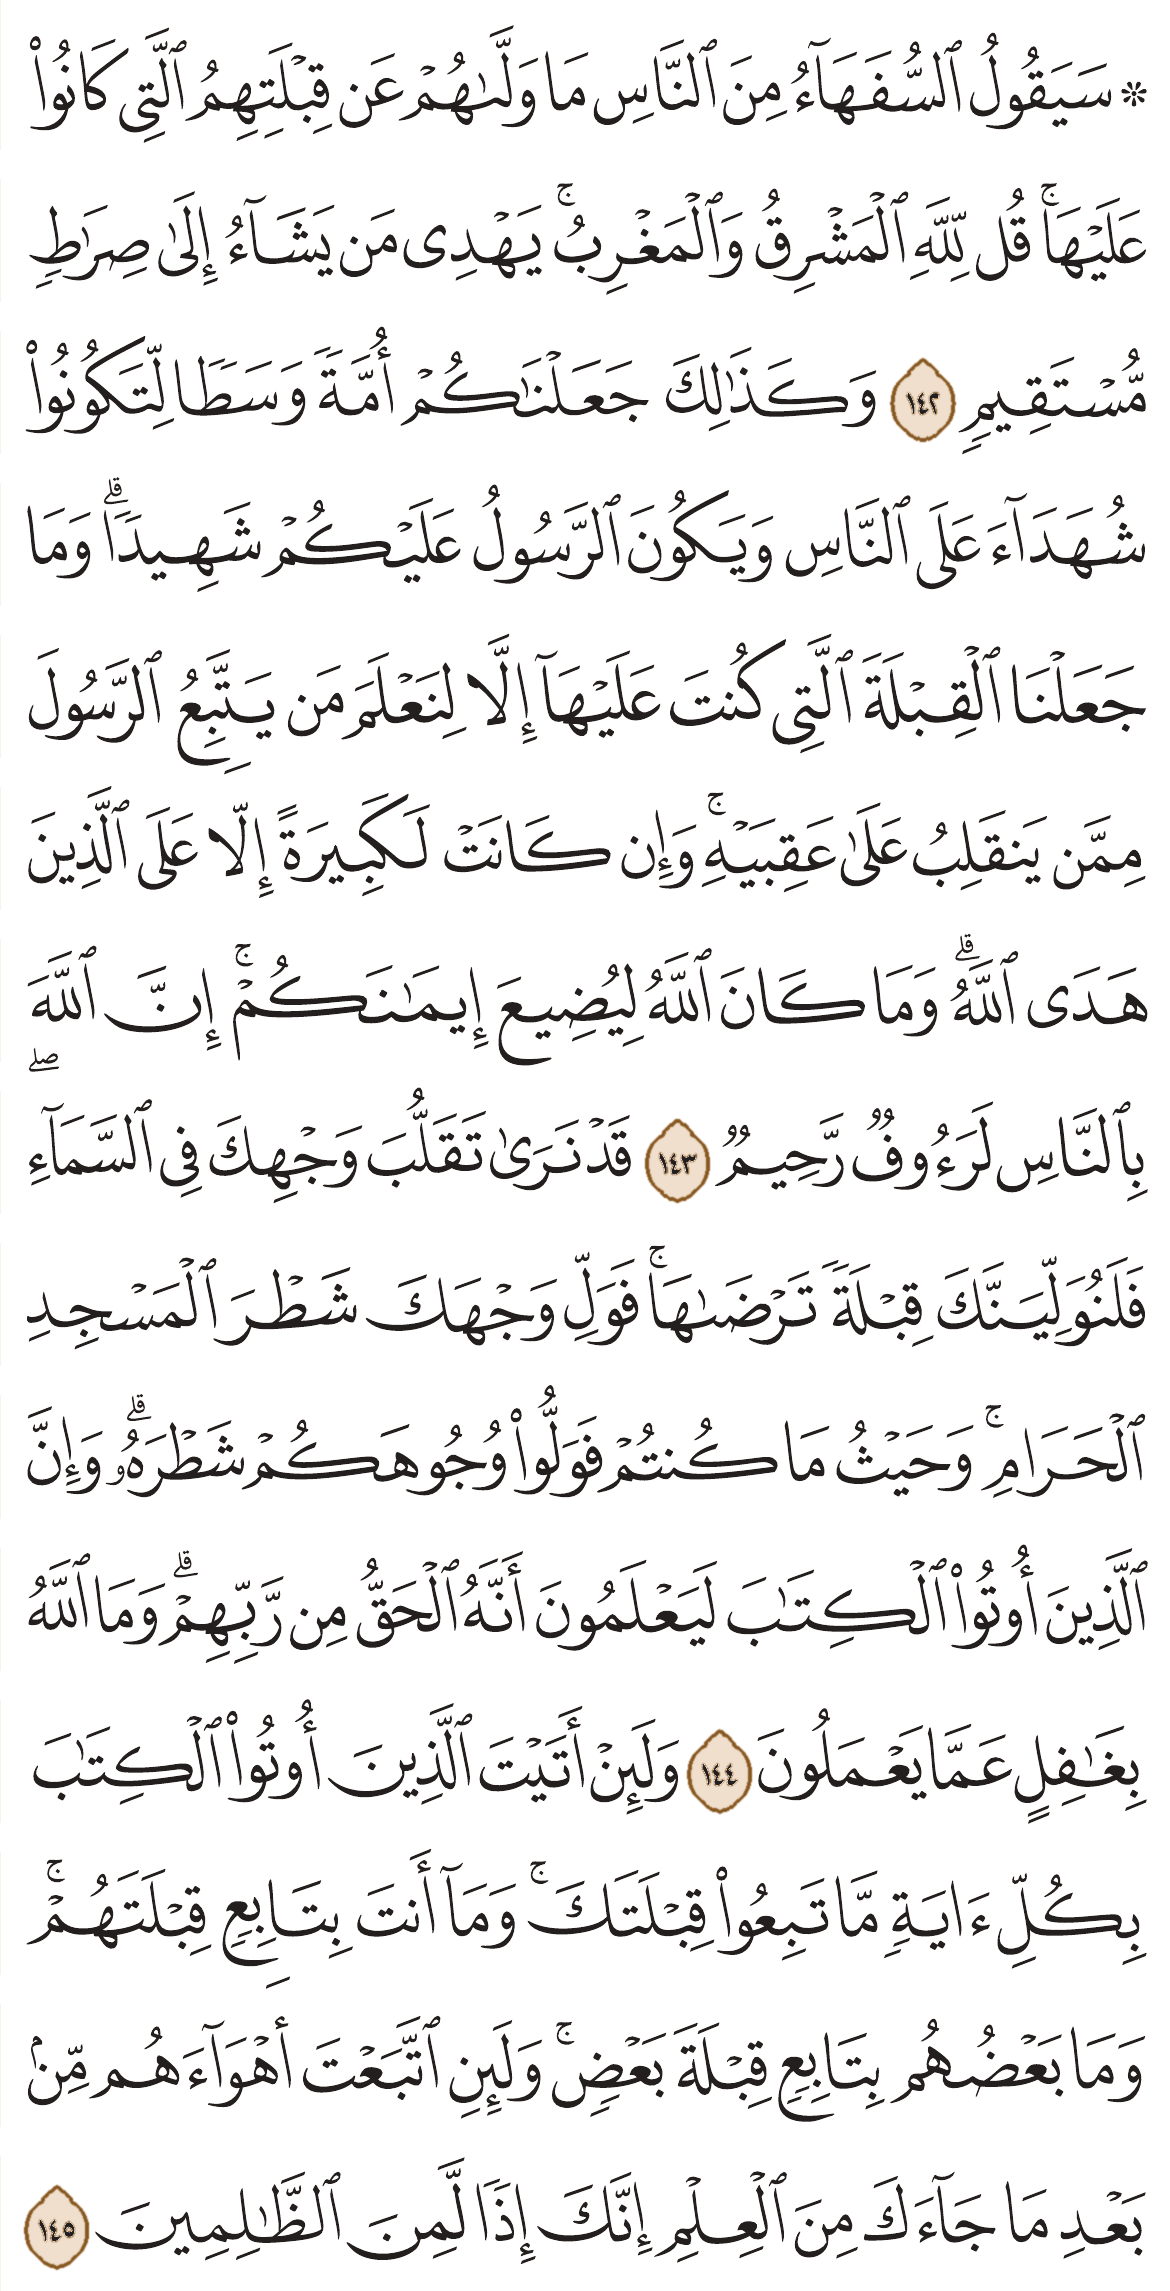 ۞ سَيَقُولُ ٱلسُّفَهَآءُ مِنَ ٱلنَّاسِ مَا وَلَّىٰهُمْ عَن قِبْلَتِهِمُ ٱلَّتِى كَانُوا۟
عَلَيْهَا ۚ قُل لِّلَّهِ ٱلْمَشْرِقُ وَٱلْمَغْرِبُ ۚ يَهْدِى مَن يَشَآءُ إِلَىٰ صِرَٰطٍ
مُّسْتَقِيمٍ ١٤٢ وَكَذَٰلِكَ جَعَلْنَٰكُمْ أُمَّةً وَسَطًا لِّتَكُونُوا۟
شُهَدَآءَ عَلَى ٱلنَّاسِ وَيَكُونَ ٱلرَّسُولُ عَلَيْكُمْ شَهِيدًا ۗ وَمَا
جَعَلْنَا ٱلْقِبْلَةَ ٱلَّتِى كُنتَ عَلَيْهَآ إِلَّا لِنَعْلَمَ مَن يَتَّبِعُ ٱلرَّسُولَ
مِمَّن يَنقَلِبُ عَلَىٰ عَقِبَيْهِ ۚ وَإِن كَانَتْ لَكَبِيرَةً إِلَّا عَلَى ٱلَّذِينَ
هَدَى ٱللَّهُ ۗ وَمَا كَانَ ٱللَّهُ لِيُضِيعَ إِيمَٰنَكُمْ ۚ إِنَّ ٱللَّهَ
بِٱلنَّاسِ لَرَءُوفٌ رَّحِيمٌ ١٤٣ قَدْ نَرَىٰ تَقَلُّبَ وَجْهِكَ فِى ٱلسَّمَآءِ ۖ
فَلَنُوَلِّيَنَّكَ قِبْلَةً تَرْضَىٰهَا ۚ فَوَلِّ وَجْهَكَ شَطْرَ ٱلْمَسْجِدِ
ٱلْحَرَامِ ۚ وَحَيْثُ مَا كُنتُمْ فَوَلُّوا۟ وُجُوهَكُمْ شَطْرَهُۥ ۗ وَإِنَّ
ٱلَّذِينَ أُوتُوا۟ ٱلْكِتَٰبَ لَيَعْلَمُونَ أَنَّهُ ٱلْحَقُّ مِن رَّبِّهِمْ ۗ وَمَا ٱللَّهُ
بِغَٰفِلٍ عَمَّا يَعْمَلُونَ ١٤٤ وَلَئِنْ أَتَيْتَ ٱلَّذِينَ أُوتُوا۟ ٱلْكِتَٰبَ
بِكُلِّ ءَايَةٍ مَّا تَبِعُوا۟ قِبْلَتَكَ ۚ وَمَآ أَنتَ بِتَابِعٍ قِبْلَتَهُمْ ۚ
وَمَا بَعْضُهُم بِتَابِعٍ قِبْلَةَ بَعْضٍ ۚ وَلَئِنِ ٱتَّبَعْتَ أَهْوَآءَهُم مِّنۢ
بَعْدِ مَا جَآءَكَ مِنَ ٱلْعِلْمِ إِنَّكَ إِذًا لَّمِنَ ٱلظَّٰلِمِينَ ١٤٥